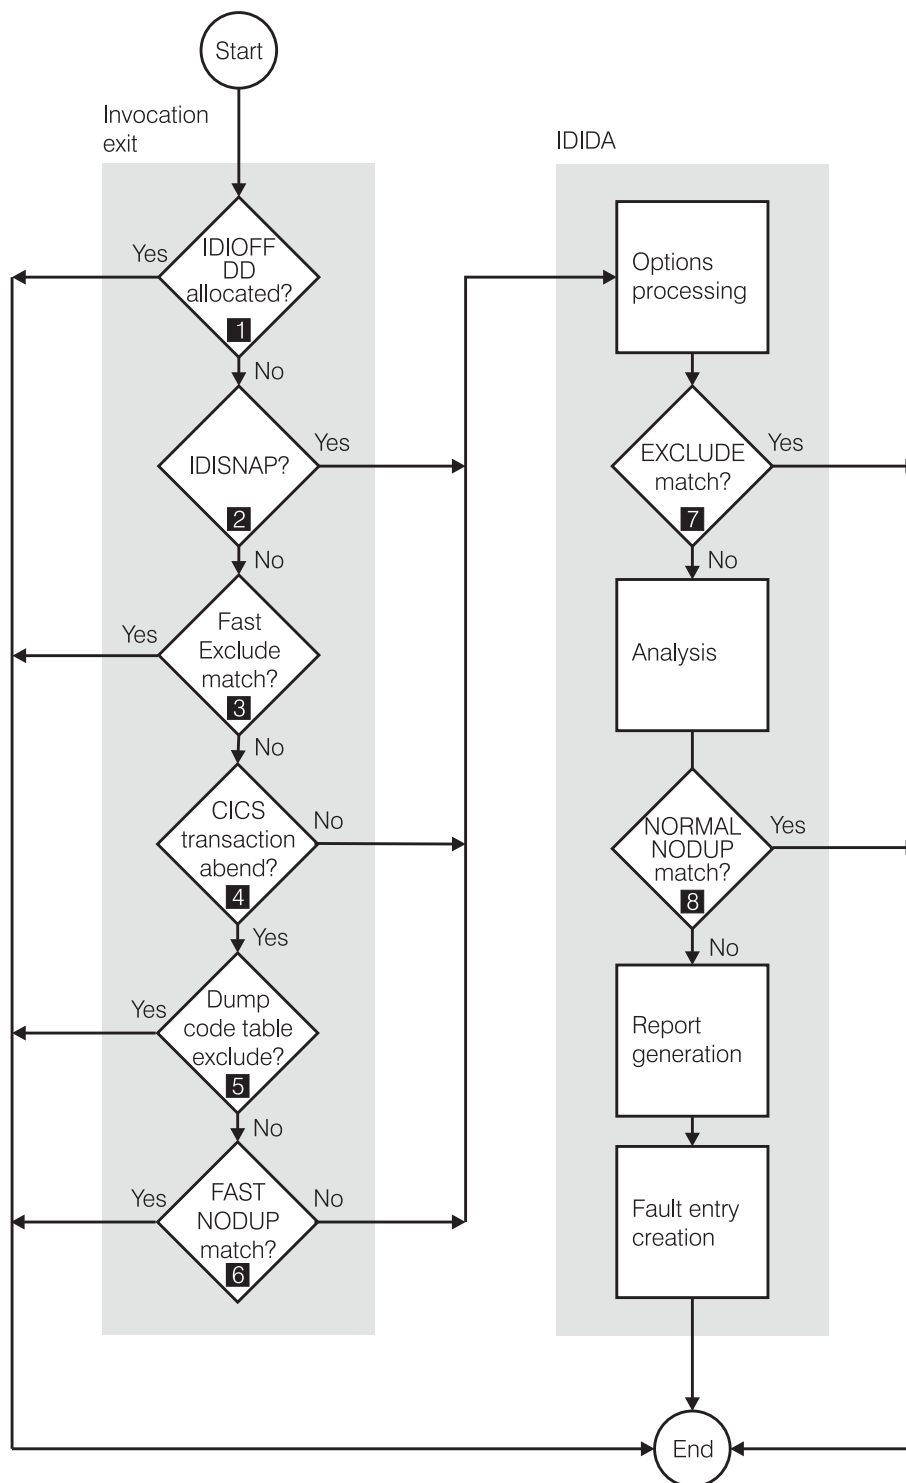 Start
Invocation
exit
Yes
IDIOFF
DD
allocated?
1
No
IDISNAP?
Yes
2
No
Yes
Fast
Exclude
match?
3
No
CICS
transaction
abend?
No
4
Yes
Yes
Dump
code table
exclude?
5
No
Yes
FAST
NODUP
match?
No
6
IDIDA
Options
processing
EXCLUDE
match?
Yes
7
No
Analysis
NORMAL
NODUP
match?
Yes
8
No
Report
generation
Fault entry
creation
End